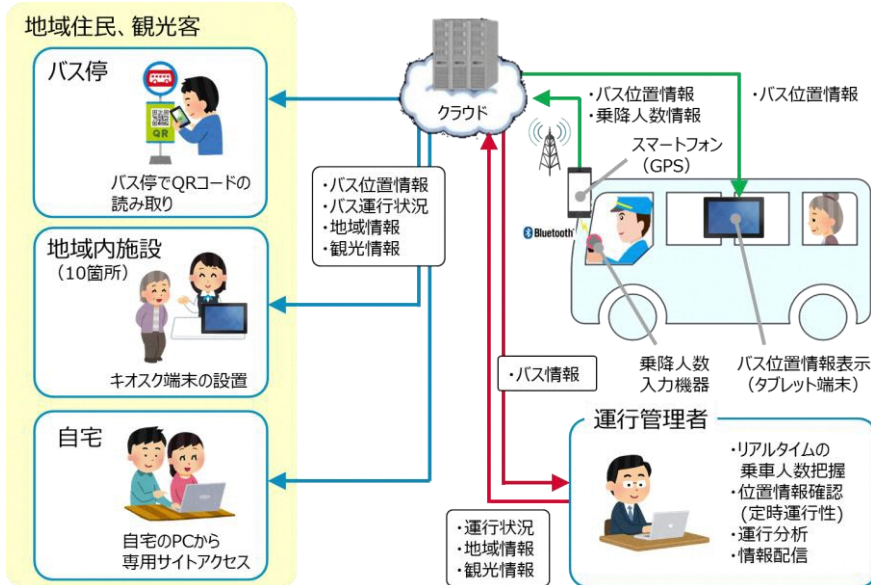 地域住民、観光客
バス停
QR
バス停でQRコードの
読み取り
地域内施設
（10箇所）
キオスク端末の設置
自宅
自宅のPCから
専用サイトアクセス
クラウド
・バス位置情報
・バス運行状況
・地域情報
・観光情報
・バス位置情報
・乗降人数情報
・バス位置情報
スマートフォン
（GPS）
Bluetooth
乗降人数
入力機器
バス位置情報表示
（タブレット端末）
・バス情報
・運行状況
・地域情報
・観光情報
運行管理者
・リアルタイムの
乗車人数把握
・位置情報確認
(定時運行性)
・運行分析
・情報配信